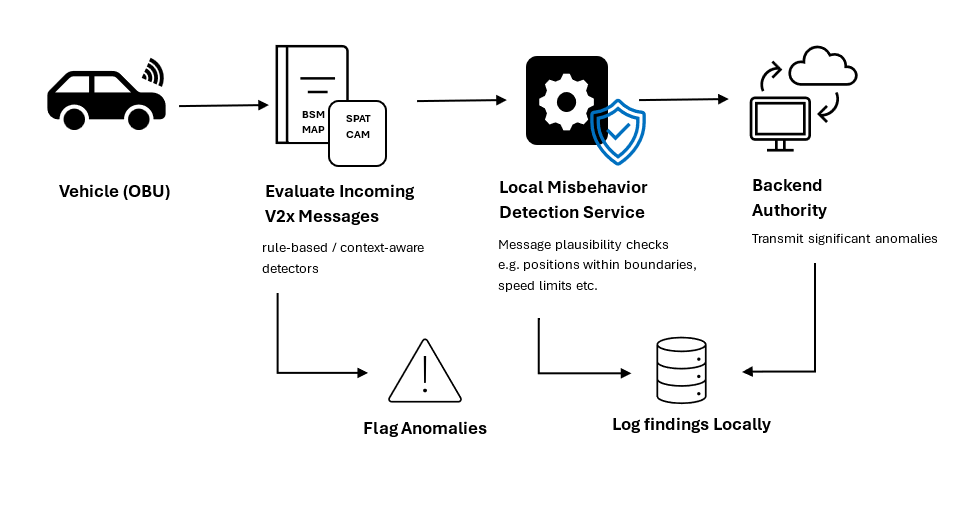 BSM
MAP
SPAT
CAM
Vehicle (OBU)
Evaluate Incoming
V2x Messages
rule-based / context-aware
detectors
Local Misbehavior
Detection Service
Message plausibility checks
e.g. positions within boundaries,
speed limits etc.
Backend
Authority
Transmit significant anomalies
Flag Anomalies
Log findings Locally